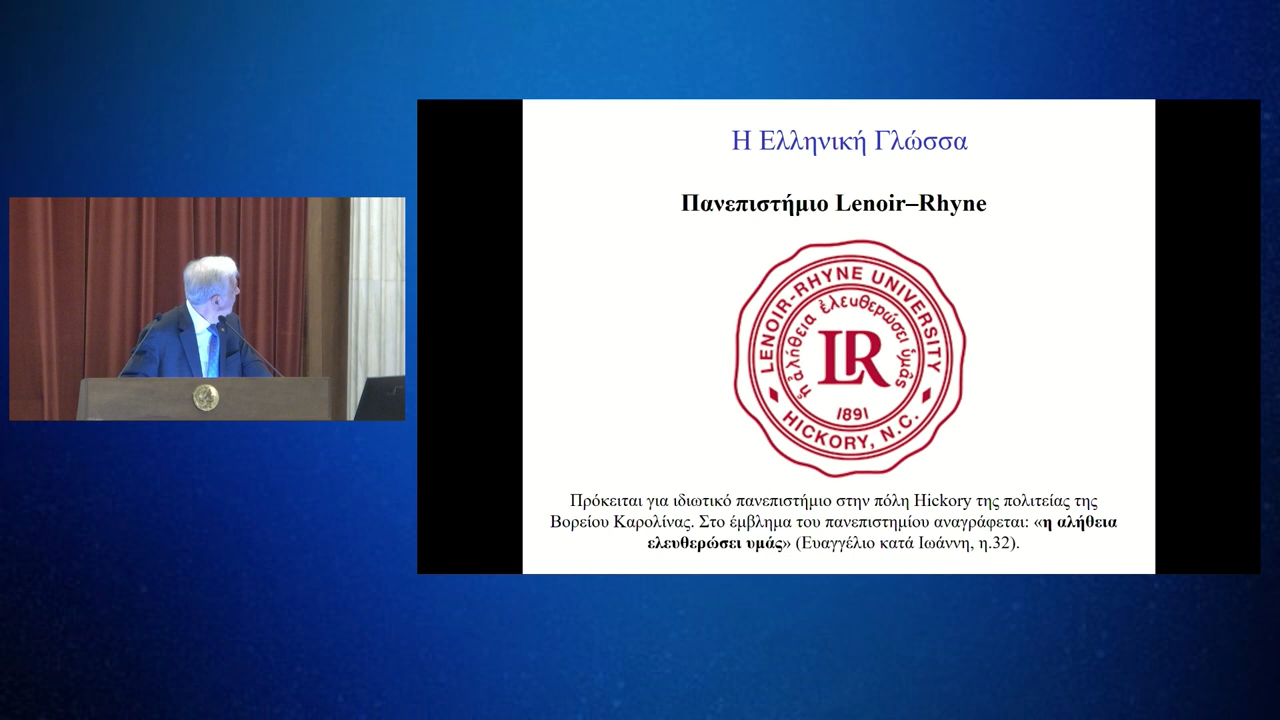 Η Ελληνική Γλώσσα
Πανεπιστήμιο Lenoir–Rhyne
LENOIR-RHYNE UNIVERSITY
ἡ ἀλήθεια ἐλευθερώσει ὑμᾶς
LR
1891
HICKORY, N.C.
Πρόκειται για ιδιωτικό πανεπιστήμιο στην πόλη Hickory της πολιτείας της
Βορείου Καρολίνας. Στο έμβλημα του πανεπιστημίου αναγράφεται: «η αλήθεια
ελευθερώσει υμάς» (Ευαγγέλιο κατά Ιωάννη, η.32).